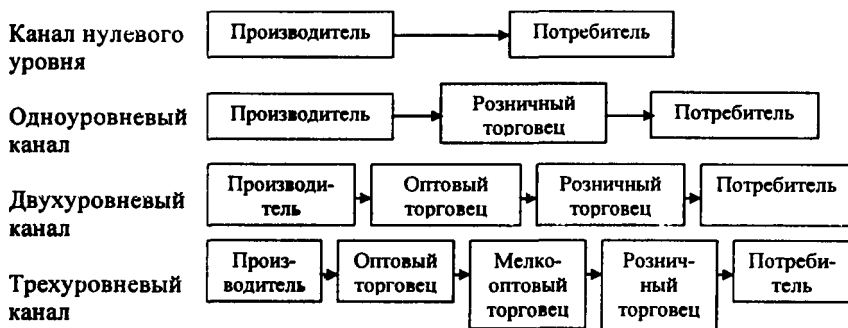 Канал нулевого
уровня
Производитель
Потребитель
Одноуровневый
канал
Производитель
Розничный
торговец
Потребитель
Двухуровневый
канал
Производи-
тель
Оптовый
торговец
Розничный
торговец
Потребитель
Трехуровневый
канал
Произ-
водитель
Оптовый
торговец
Мелко-
оптовый
торговец
Рознич-
ный
торговец
Потреби-
тель